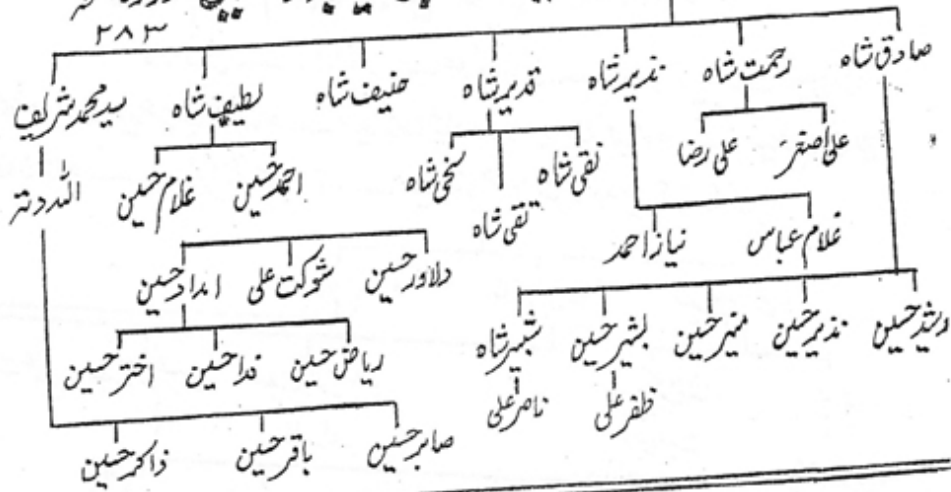 ۲۸۳
صادق شاہ رحمت شاہ نذیر شاہ قدیر شاہ حنیف شاہ لطیف شاہ سید محمد شریف
علی اصغر علی رضا نقی شاہ تقی شاہ سخی شاہ احمد حسین غلام حسین اللہ دتہ
غلام عباس نیاز احمد
دلاور حسین شوکت علی امداد حسین
رشید حسین نذیر حسین منیر حسین بشیر حسین شبیر شاہ
ریاض حسین فدا حسین اختر حسین
ظفر علی ناصر علی
صابر حسین باقر حسین ذاکر حسین